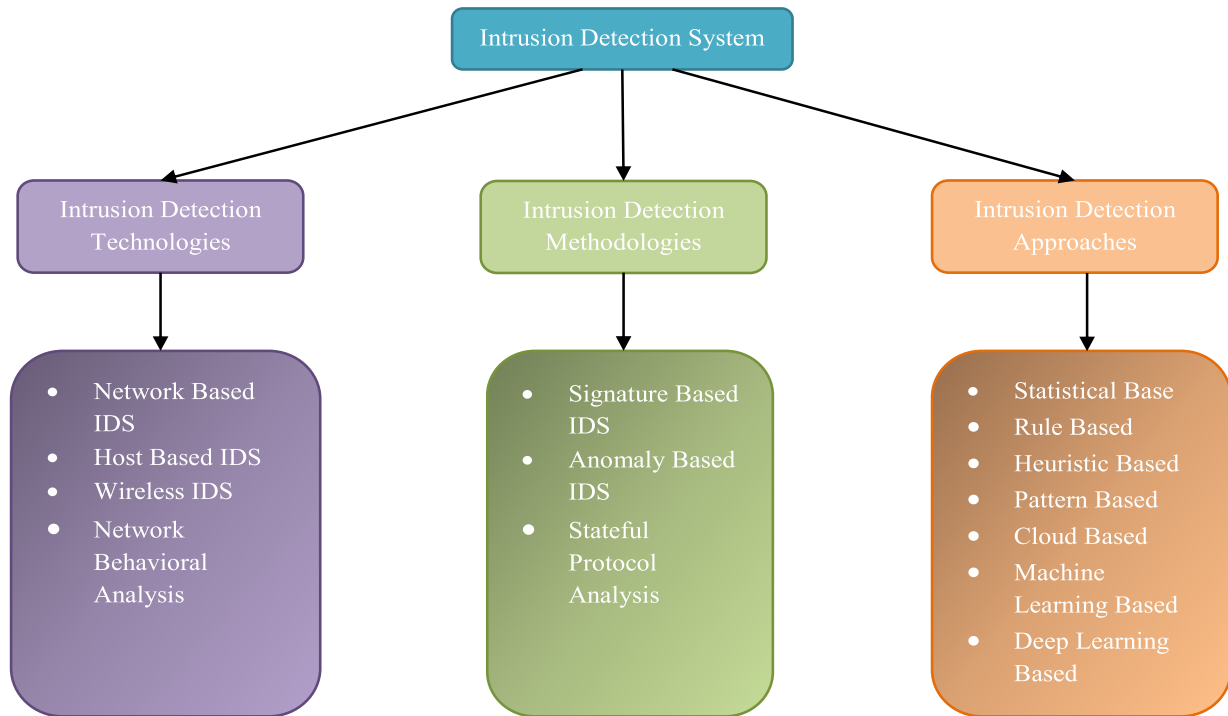 Intrusion Detection System
Intrusion Detection
Technologies
Intrusion Detection
Methodologies
Intrusion Detection
Approaches
• Network Based
IDS
• Host Based IDS
• Wireless IDS
• Network
Behavioral
Analysis
• Signature Based
IDS
• Anomaly Based
IDS
• Stateful
Protocol
Analysis
• Statistical Base
• Rule Based
• Heuristic Based
• Pattern Based
• Cloud Based
• Machine
Learning Based
• Deep Learning
Based